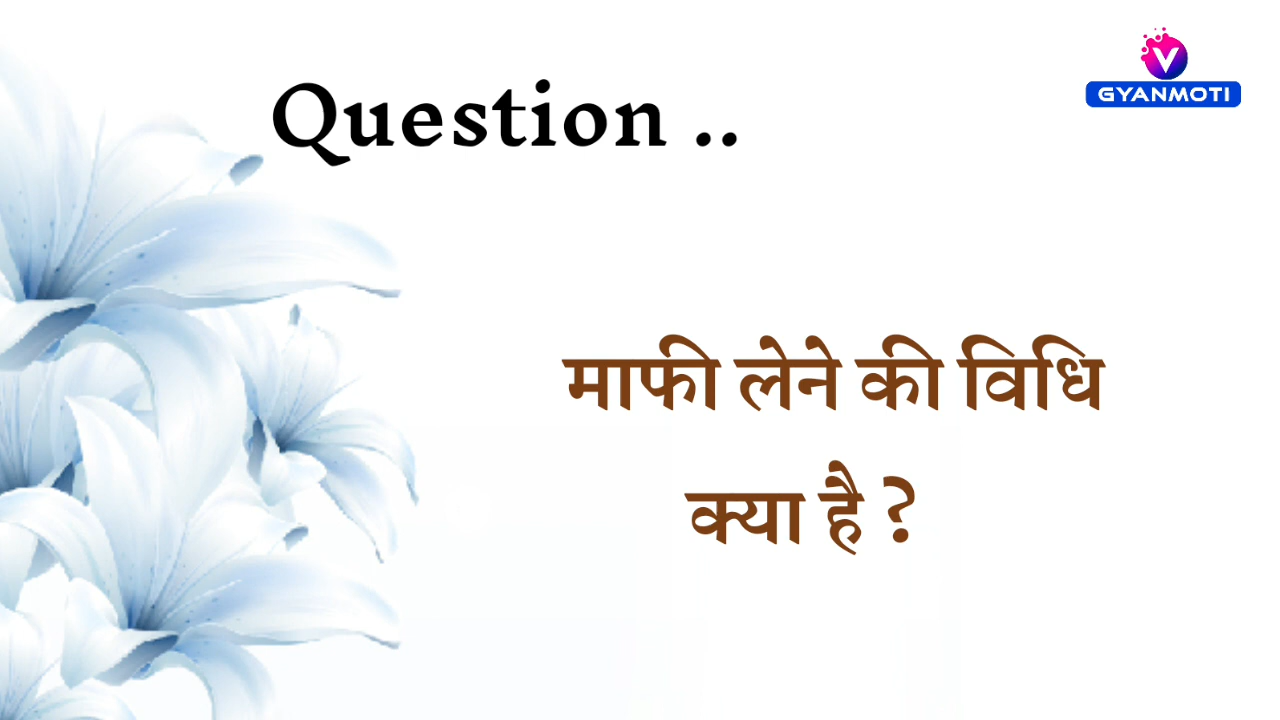 V
GYANMOTI
Question ..
माफी लेने की विधि
क्या है ?